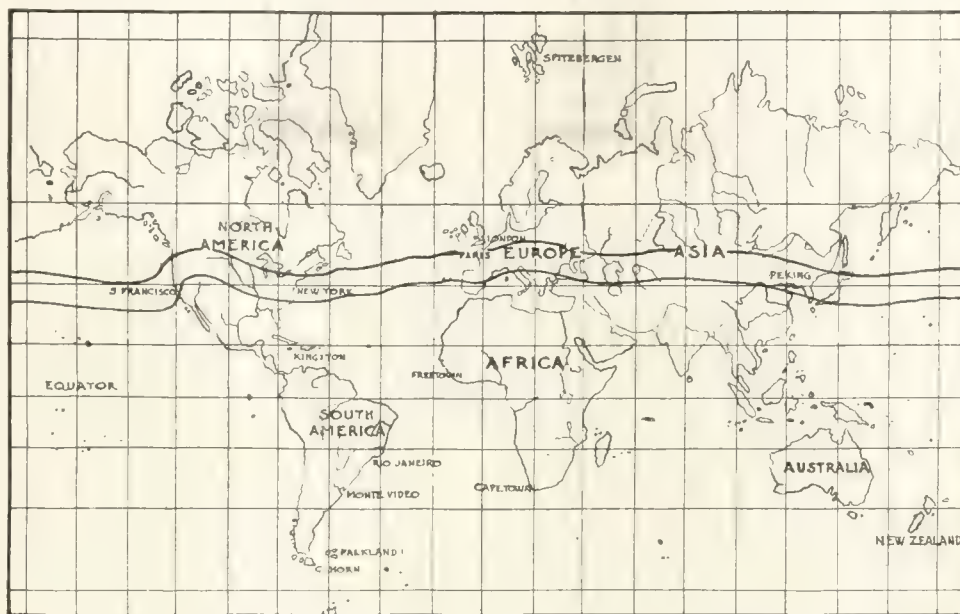 SPITEBERGEN
NORTH
AMERICA
LONDON
PARIS
EUROPE
ASIA
S FRANCISCO
NEW YORK
PEKING
KINGSTON
AFRICA
FREETOWN
EQUATOR
SOUTH
AMERICA
RIO JANEIRO
AUSTRALIA
MONTE VIDEO
CAPETOWN
NEW ZEALAND
FALKLAND I
C HORN